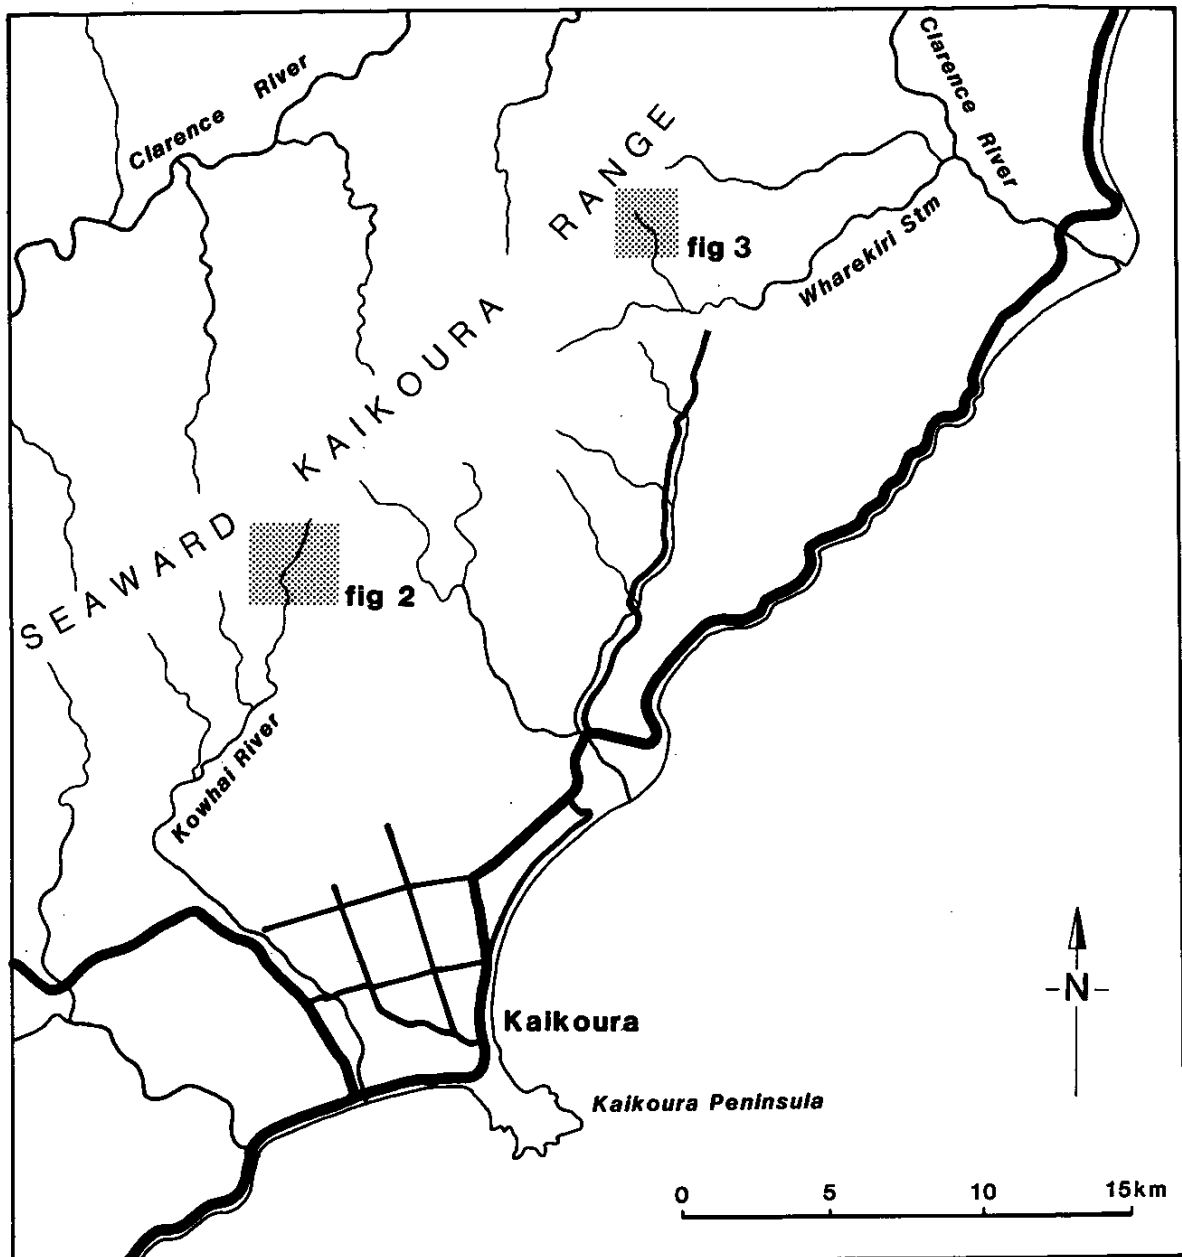 Clarence River
Clarence River
RANGE
fig 3
Wharekiri Stm
KAIKOURA
SEAWARD
fig 2
Kowhai River
-N-
Kaikoura
Kaikoura Peninsula
0 5 10 15km